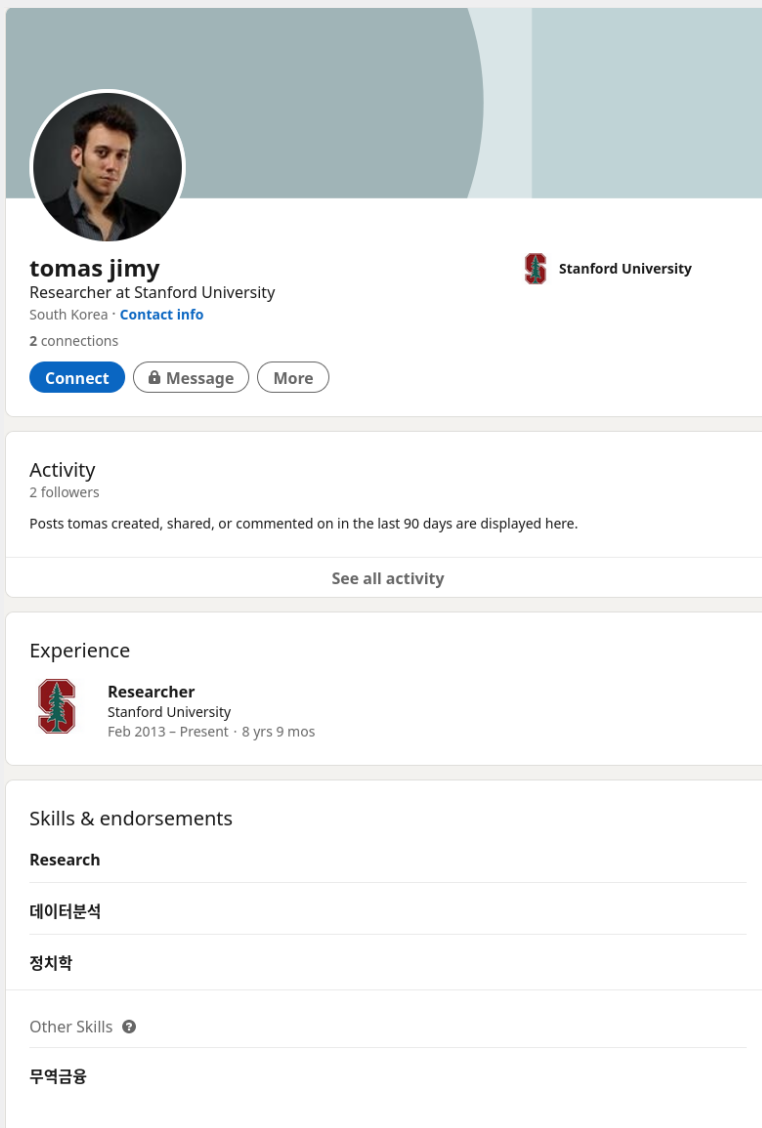 tomas jimy
Researcher at Stanford University
South Korea · Contact info
2 connections
Connect
Message
More
Stanford University
Activity
2 followers
Posts tomas created, shared, or commented on in the last 90 days are displayed here.
See all activity
Experience
Researcher
Stanford University
Feb 2013 – Present · 8 yrs 9 mos
Skills & endorsements
Research
데이터분석
정치학
Other Skills ?
무역금융